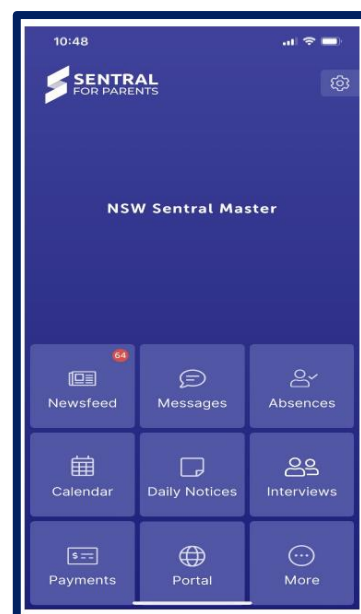 10:48
SENTRAL
FOR PARENTS
NSW Sentral Master
64
Newsfeed Messages Absences
Calendar Daily Notices Interviews
$
Payments Portal More